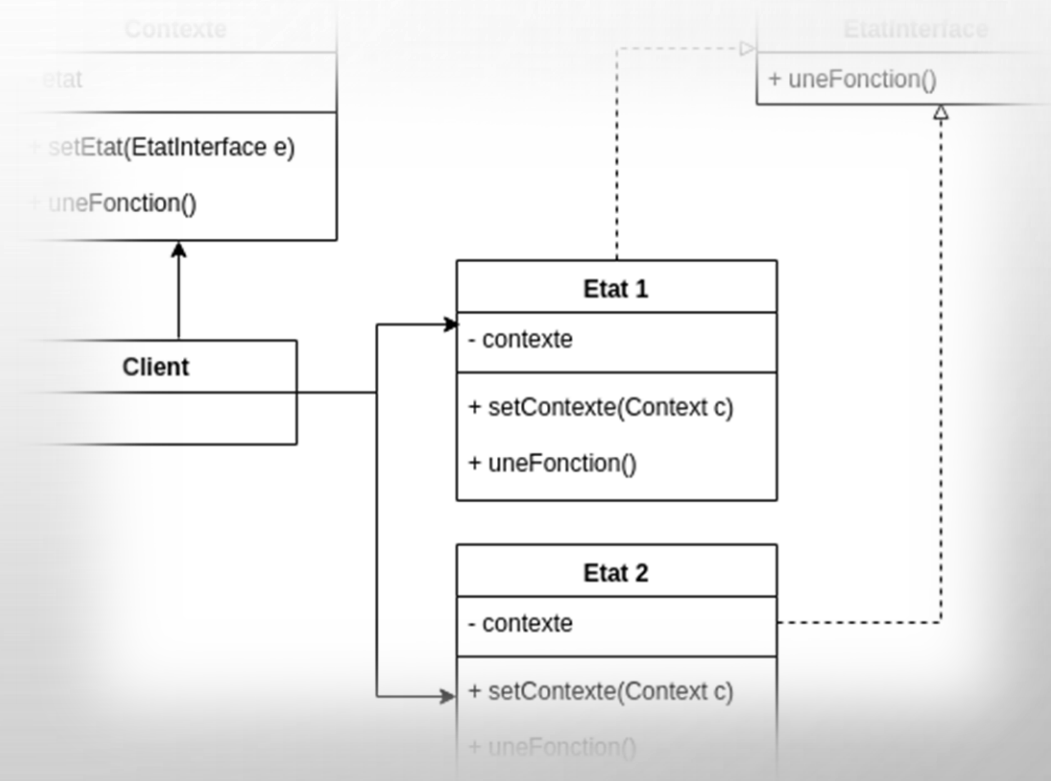 Contexte
etat
+ setEtat(EtatInterface e)
+ uneFonction()
EtatInterface
+ uneFonction()
Client
Etat 1
- contexte
+ setContexte(Context c)
+ uneFonction()
Etat 2
- contexte
+ setContexte(Context c)
+ uneFonction()